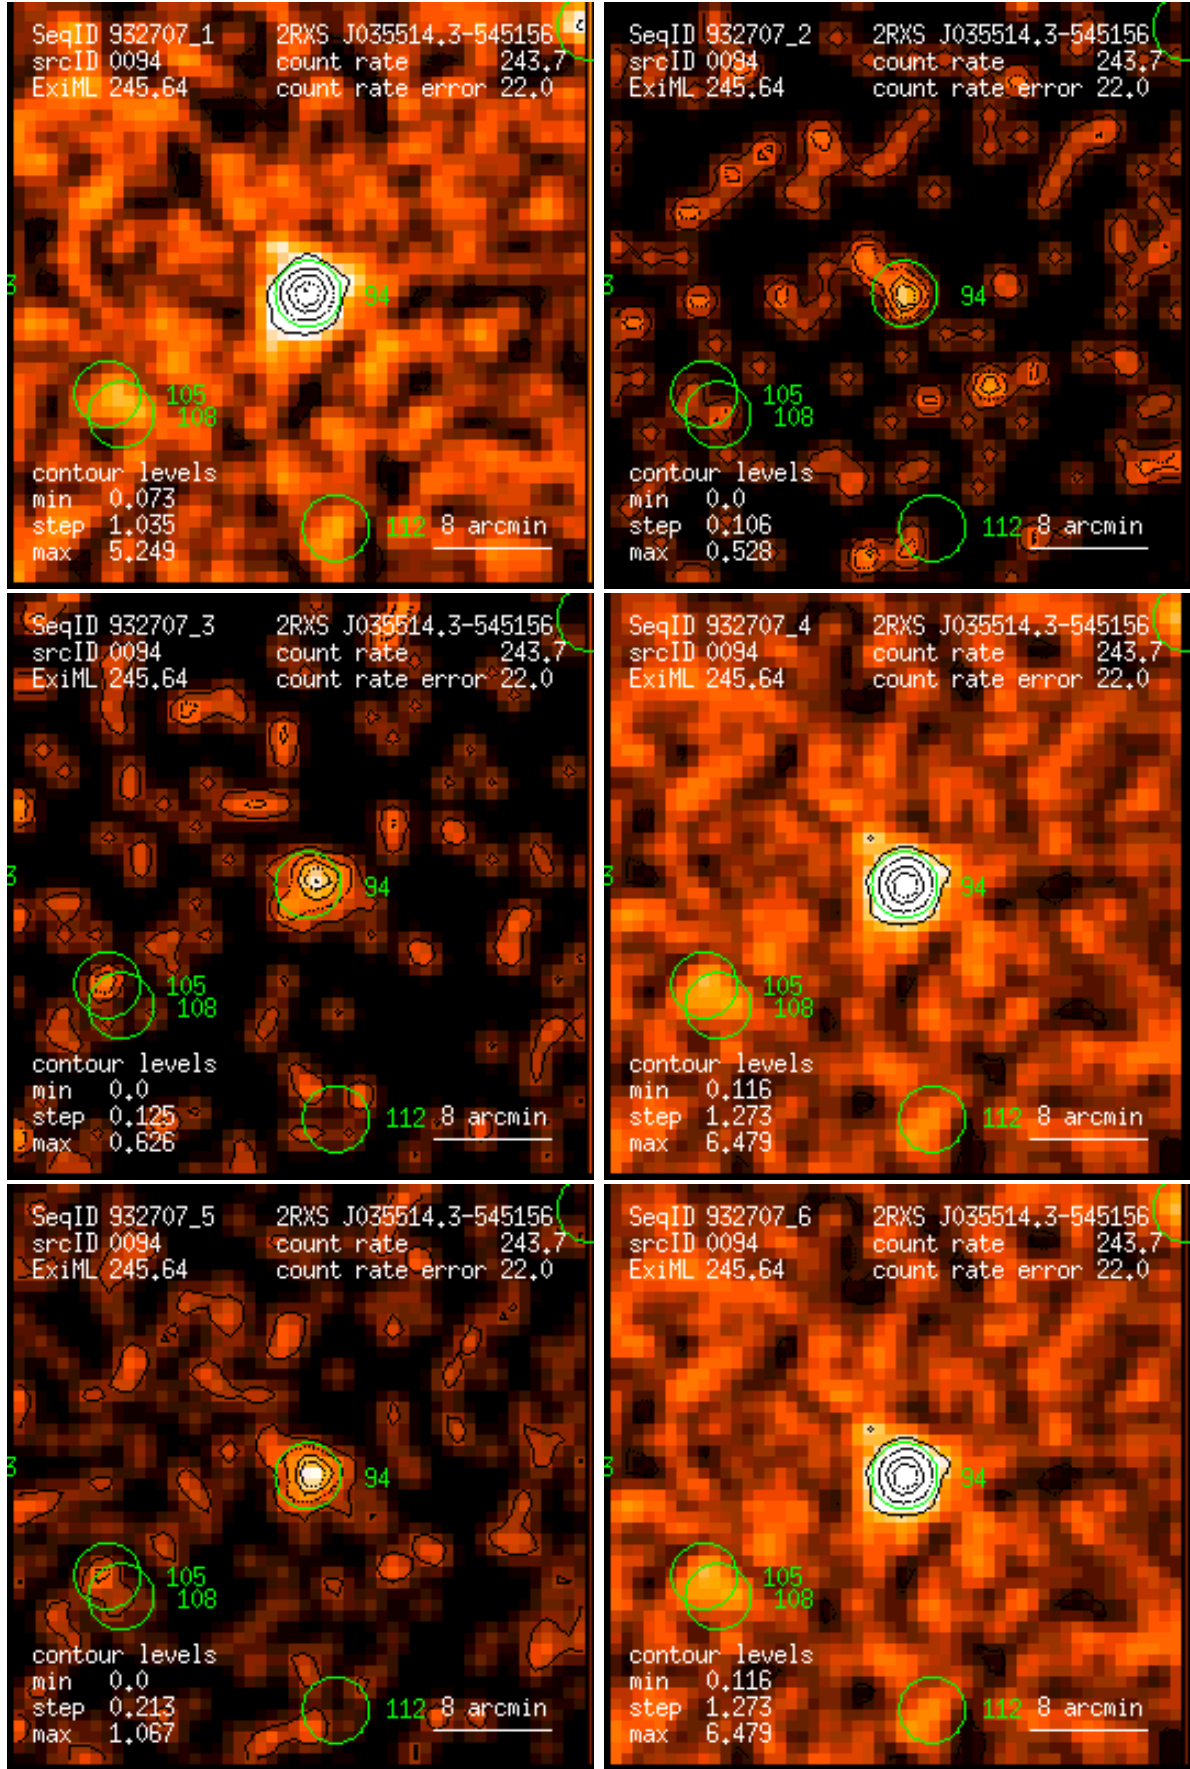 SeqID 932707_1 2RXS J035514.3-545156
srcID 0094 count rate 243.7
ExiML 245.64 count rate error 22.0
3
94
105
108
contour levels
min 0.073
step 1.035
max 5.249
112 8 arcmin
SeqID 932707_2 2RXS J035514.3-545156
srcID 0094 count rate 243.7
ExiML 245.64 count rate error 22.0
3
94
105
108
contour levels
min 0.0
step 0.106
max 0.528
112 8 arcmin
SeqID 932707_3 2RXS J035514.3-545156
srcID 0094 count rate 243.7
ExiML 245.64 count rate error 22.0
3
94
105
108
contour levels
min 0.0
step 0.125
max 0.626
112 8 arcmin
SeqID 932707_4 2RXS J035514.3-545156
srcID 0094 count rate 243.7
ExiML 245.64 count rate error 22.0
3
94
105
108
contour levels
min 0.116
step 1.273
max 6.479
112 8 arcmin
SeqID 932707_5 2RXS J035514.3-545156
srcID 0094 count rate 243.7
ExiML 245.64 count rate error 22.0
3
94
105
108
contour levels
min 0.0
step 0.213
max 1.067
112 8 arcmin
SeqID 932707_6 2RXS J035514.3-545156
srcID 0094 count rate 243.7
ExiML 245.64 count rate error 22.0
3
94
105
108
contour levels
min 0.116
step 1.273
max 6.479
112 8 arcmin